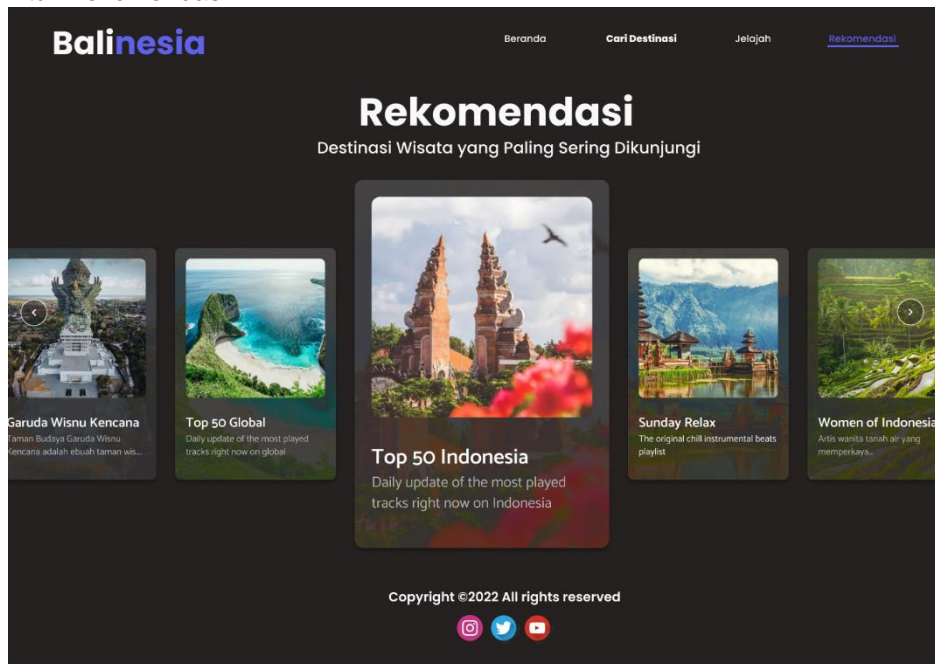 Balinesia
Beranda
Cari Destinasi
Jelajah
Rekomendasi
Rekomendasi
Destinasi Wisata yang Paling Sering Dikunjungi
Garuda Wisnu Kencana
Taman Budaya Garuda Wisnu
Kencana adalah ebuah taman wis...
Top 50 Global
Daily update of the most played
tracks right now on global
Top 50 Indonesia
Daily update of the most played
tracks right now on Indonesia
Sunday Relax
The original chill instrumental beats
playlist
Women of Indonesia
Artis wanita tanah air yang
memperkaya...
Copyright ©2022 All rights reserved